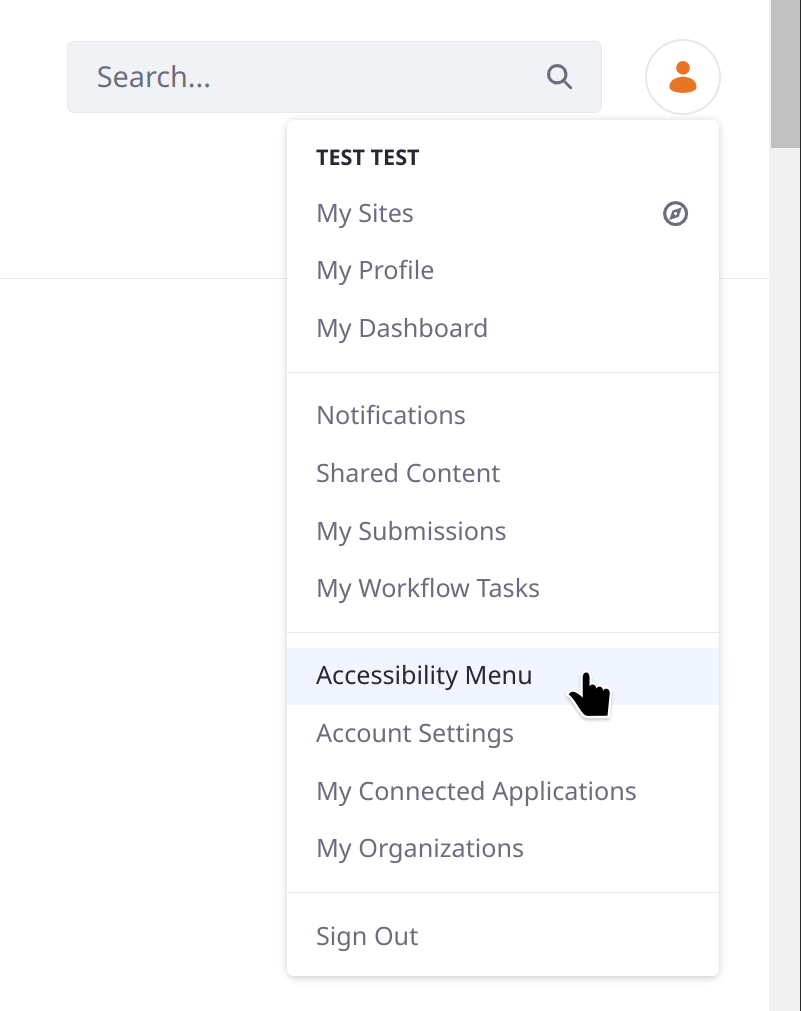 Search...
TEST TEST
My Sites
My Profile
My Dashboard
Notifications
Shared Content
My Submissions
My Workflow Tasks
Accessibility Menu
Account Settings
My Connected Applications
My Organizations
Sign Out